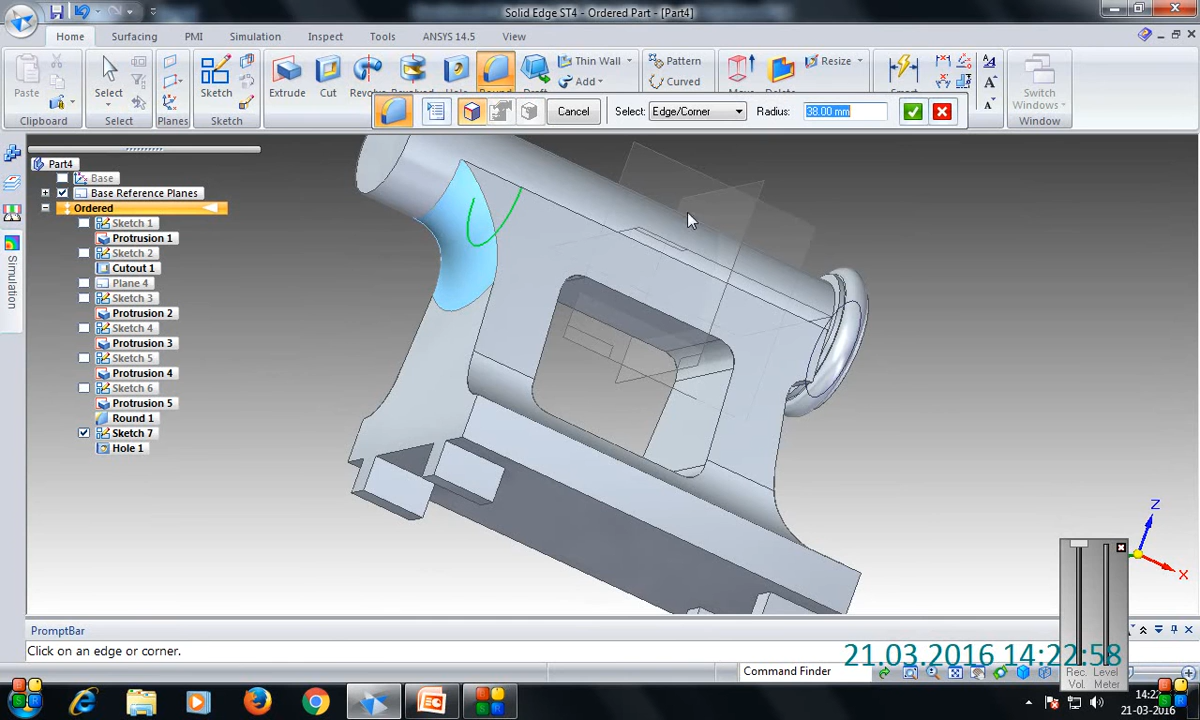 Solid Edge ST4 - Ordered Part - [Part4]
Home Surfacing PMI Simulation Inspect Tools ANSYS 14.5 View
Paste
Clipboard
Select
Select
Planes
Sketch
Sketch
Extrude
Cut
Round
Draft
Thin Wall
Add
Pattern
Curved
Resize
Switch
Windows
Window
Cancel
Select: Edge/Corner
Radius: 38.00 mm
Part4
Base
Base Reference Planes
Ordered
Sketch 1
Protrusion 1
Sketch 2
Cutout 1
Plane 4
Sketch 3
Protrusion 2
Sketch 4
Protrusion 3
Sketch 5
Protrusion 4
Sketch 6
Protrusion 5
Round 1
Sketch 7
Hole 1
Simulation
Z
X
PromptBar
Click on an edge or corner.
21.03.2016 14:22:58
Command Finder
Rec. Level
Vol. Meter
21-03-2016